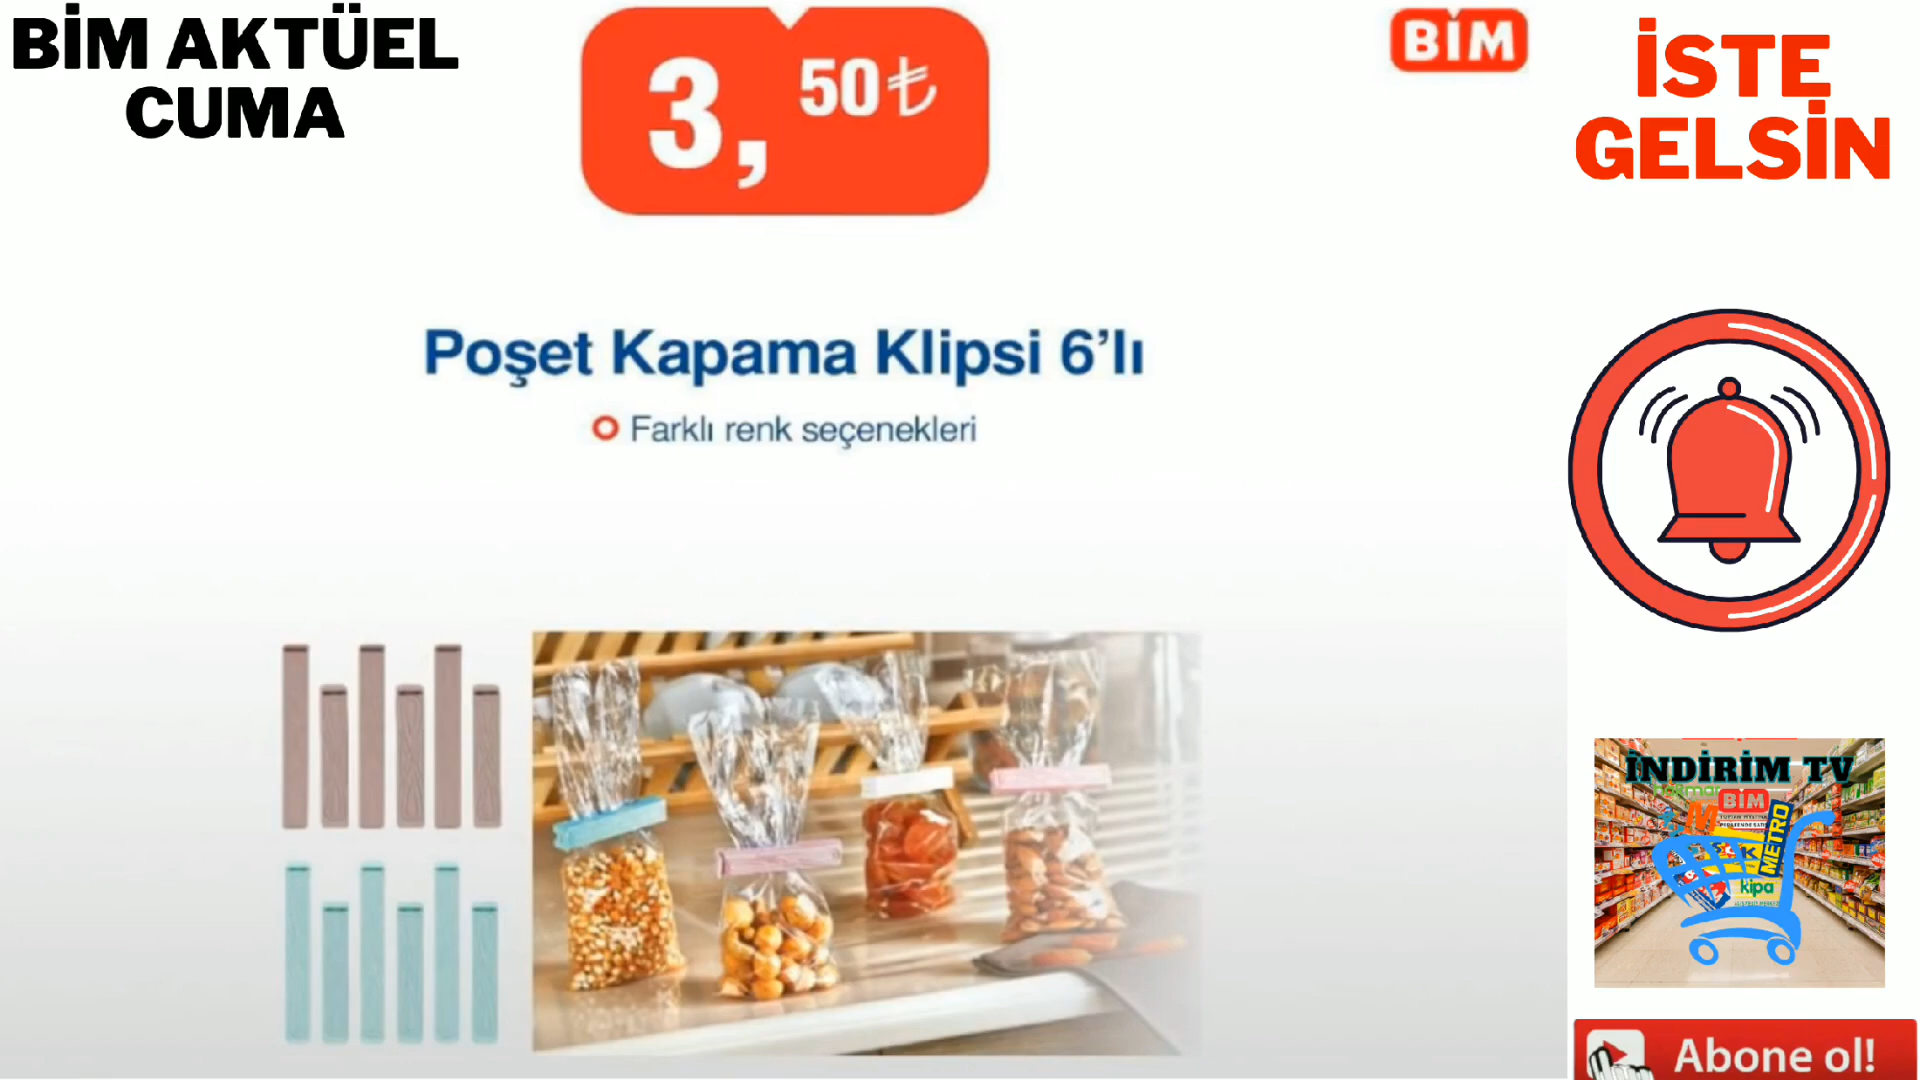 BİM AKTÜEL
CUMA
3,50₺
BİM
İSTE
GELSİN
Poşet Kapama Klipsi 6'lı
Farklı renk seçenekleri
İNDİRİM TV
BİM
METRO
kipa
Abone ol!